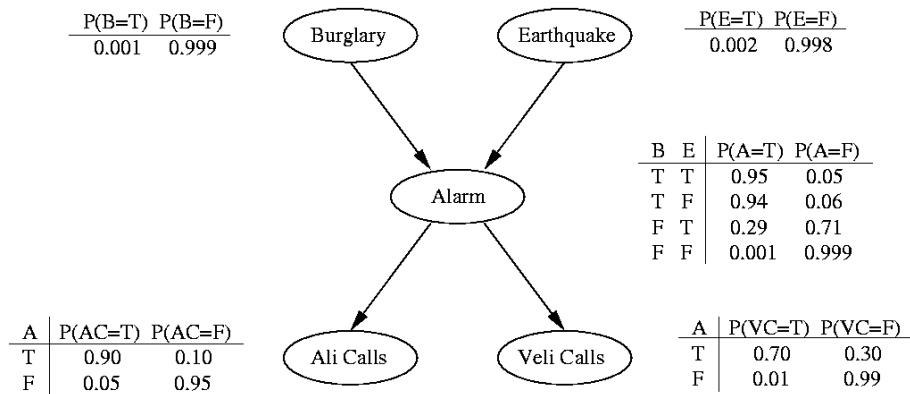 P(B=T) P(B=F)
0.001 0.999
Burglary
Earthquake
P(E=T) P(E=F)
0.002 0.998
B E P(A=T) P(A=F)
T T 0.95 0.05
T F 0.94 0.06
F T 0.29 0.71
F F 0.001 0.999
Alarm
A P(AC=T) P(AC=F)
T 0.90 0.10
F 0.05 0.95
Ali Calls
Veli Calls
A P(VC=T) P(VC=F)
T 0.70 0.30
F 0.01 0.99